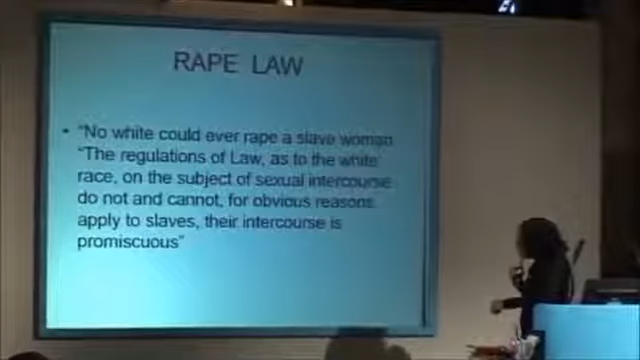 RAPE LAW
• "No white could ever rape a slave woman
"The regulations of Law, as to the white
race, on the subject of sexual intercourse
do not and cannot, for obvious reasons,
apply to slaves, their intercourse is
promiscuous"